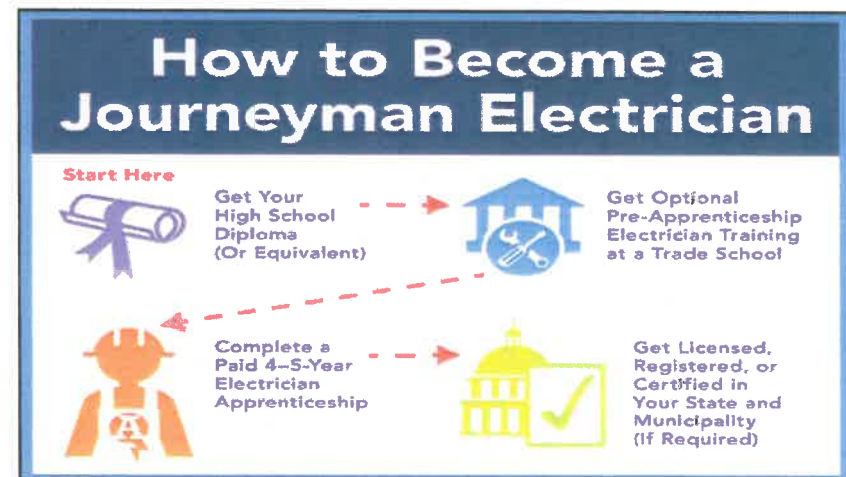 How to Become a
Journeyman Electrician
Start Here
Get Your
High School
Diploma
(Or Equivalent)
Get Optional
Pre-Apprenticeship
Electrician Training
at a Trade School
Complete a
Paid 4–5-Year
Electrician
Apprenticeship
Get Licensed,
Registered, or
Certified in
Your State and
Municipality
(If Required)